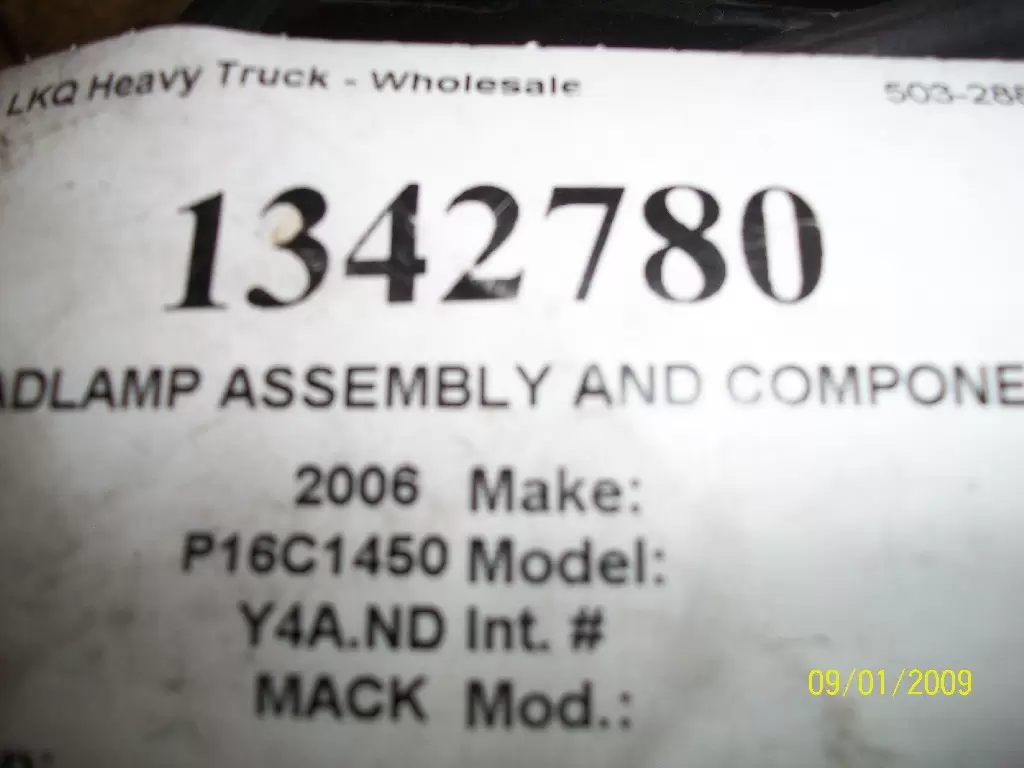 LKQ Heavy Truck - Wholesale 503-288
1342780
ADLAMP ASSEMBLY AND COMPONE
2006 Make:
P16C1450 Model:
Y4A.ND Int. #
MACK Mod.:
09/01/2009